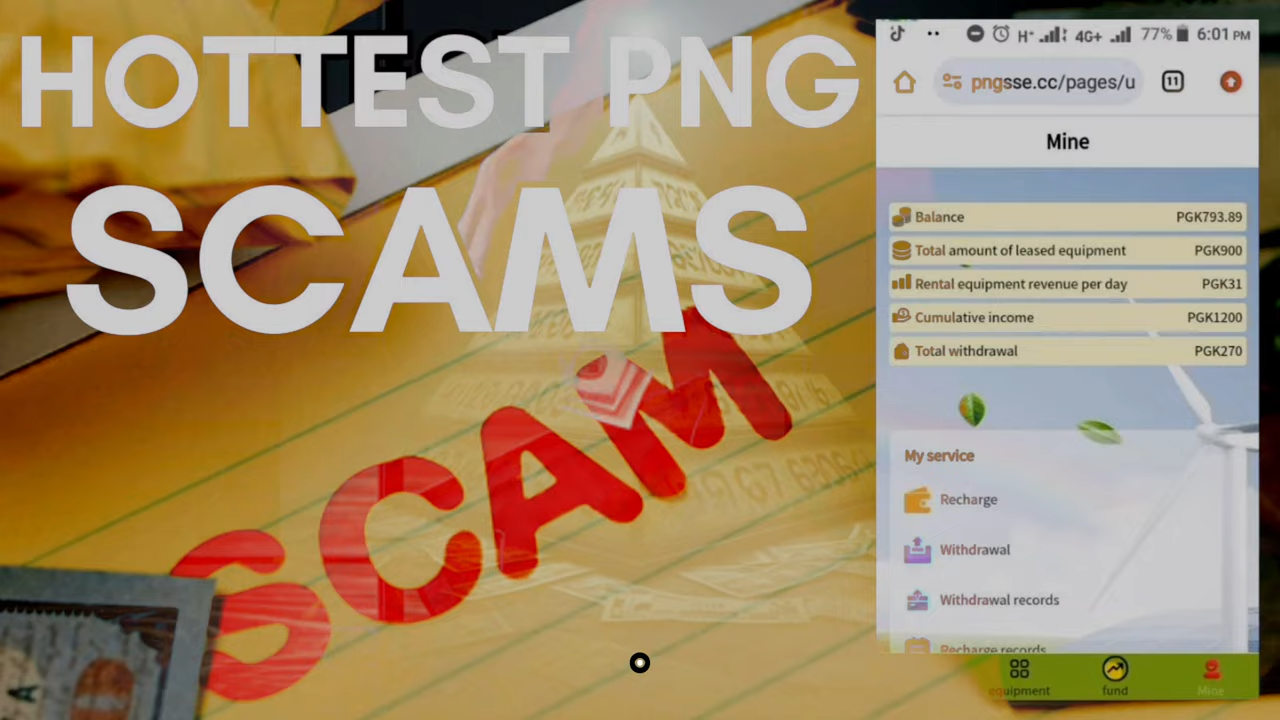 HOTTEST PNG
SCAMS
SCAM
H+ 4G+ 77% 6:01 PM
pngsse.cc/pages/u
11
Mine
Balance PGK793.89
Total amount of leased equipment PGK900
Rental equipment revenue per day PGK31
Cumulative income PGK1200
Total withdrawal PGK270
My service
Recharge
Withdrawal
Withdrawal records
Recharge records
equipment fund Mine